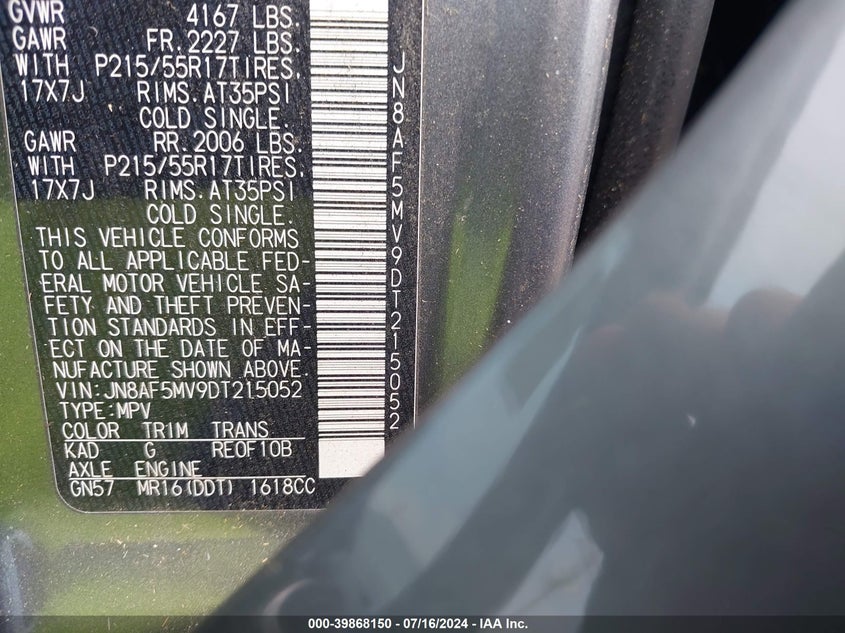 GVWR 4167 LBS.
GAWR FR. 2227 LBS.
WITH P215/55R17TIRES.
17X7J RIMS. AT35PSI
COLD SINGLE.
GAWR RR. 2006 LBS.
WITH P215/55R17TIRES.
17X7J RIMS. AT35PSI
COLD SINGLE.
THIS VEHICLE CONFORMS
TO ALL APPLICABLE FED-
ERAL MOTOR VEHICLE SA-
FETY AND THEFT PREVEN-
TION STANDARDS IN EFF-
ECT ON THE DATE OF MA-
NUFACTURE SHOWN ABOVE.
VIN:JN8AF5MV9DT215052
TYPE:MPV
COLOR TRIM TRANS
KAD G RE0F10B
AXLE ENGINE
GN57 MR16(DDT) 1618CC
JN8AF5MV9DT215052
000-39868150 - 07/16/2024 - IAA Inc.